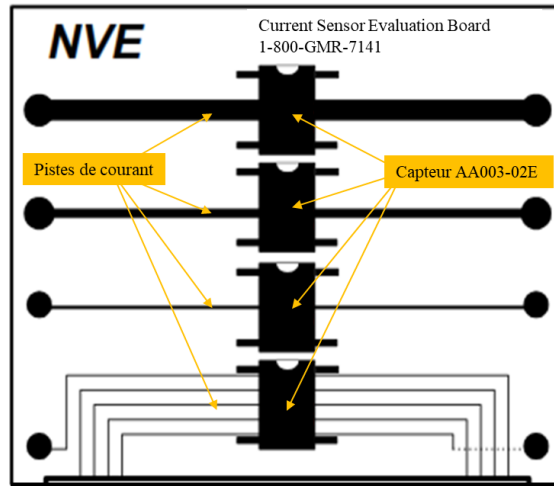 NVE
Current Sensor Evaluation Board
1-800-GMR-7141
Pistes de courant
Capteur AA003-02E